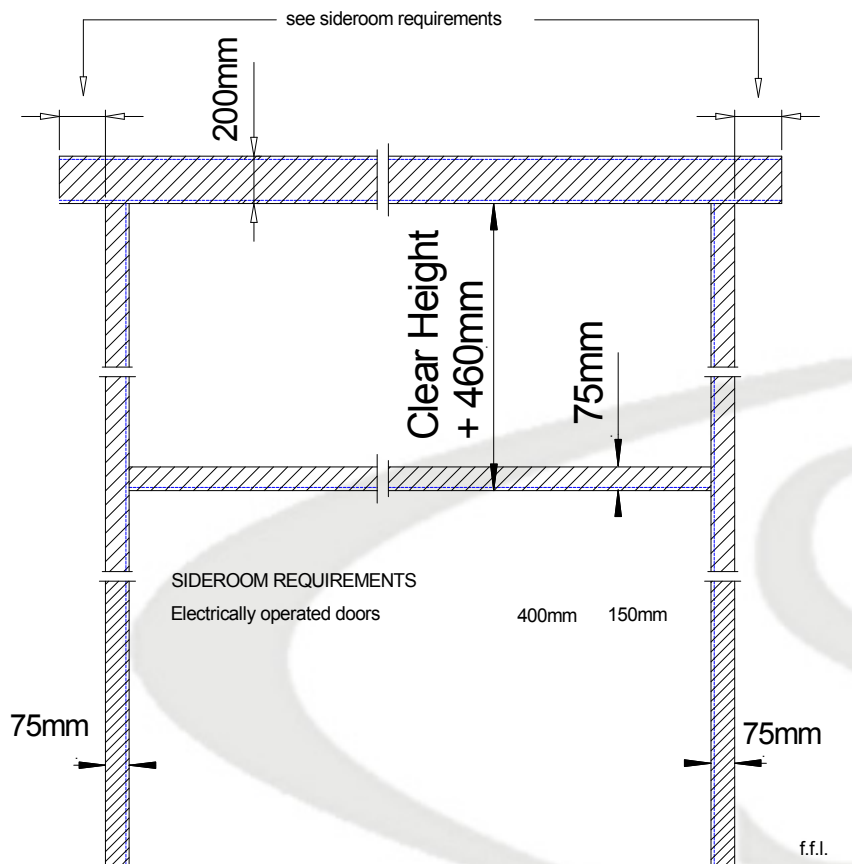 see sideroom requirements
200mm
Clear Height
+ 460mm
75mm
SIDEROOM REQUIREMENTS
Electrically operated doors 400mm 150mm
75mm
75mm
f.f.l.